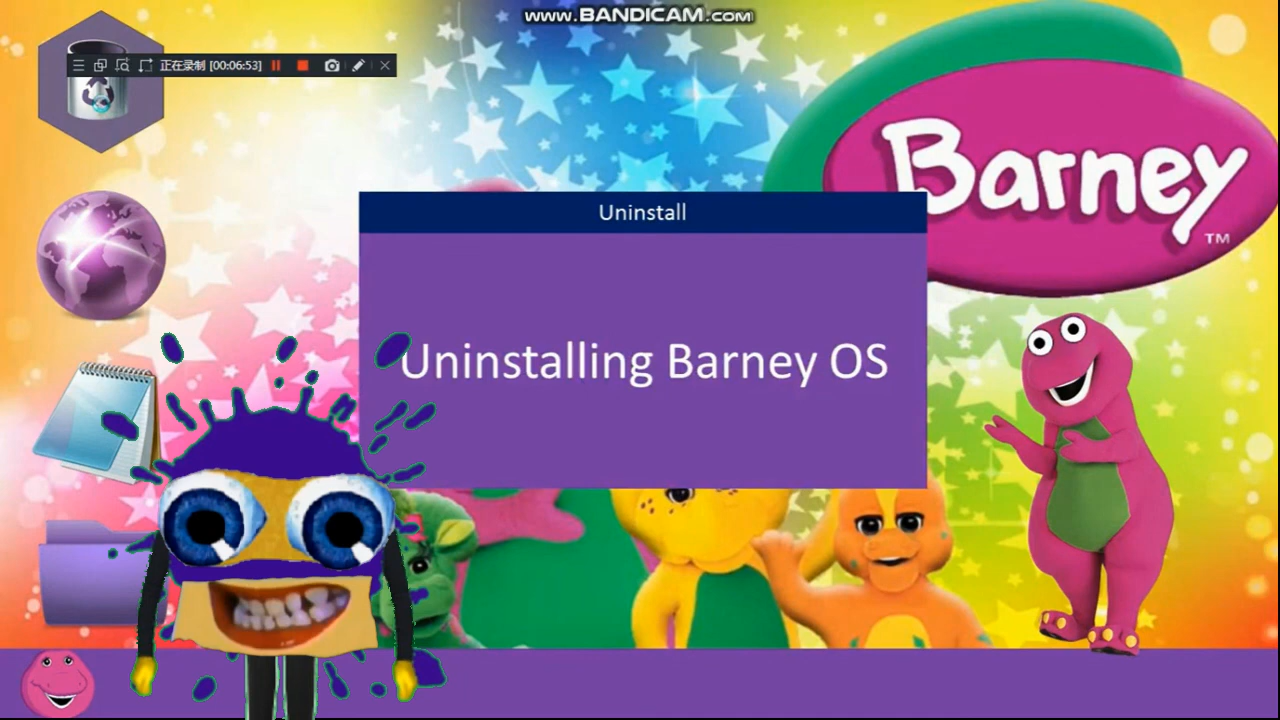 www.BANDICAM.com
正在录制 [00:06:53]
Barney
TM
Uninstall
Uninstalling Barney OS